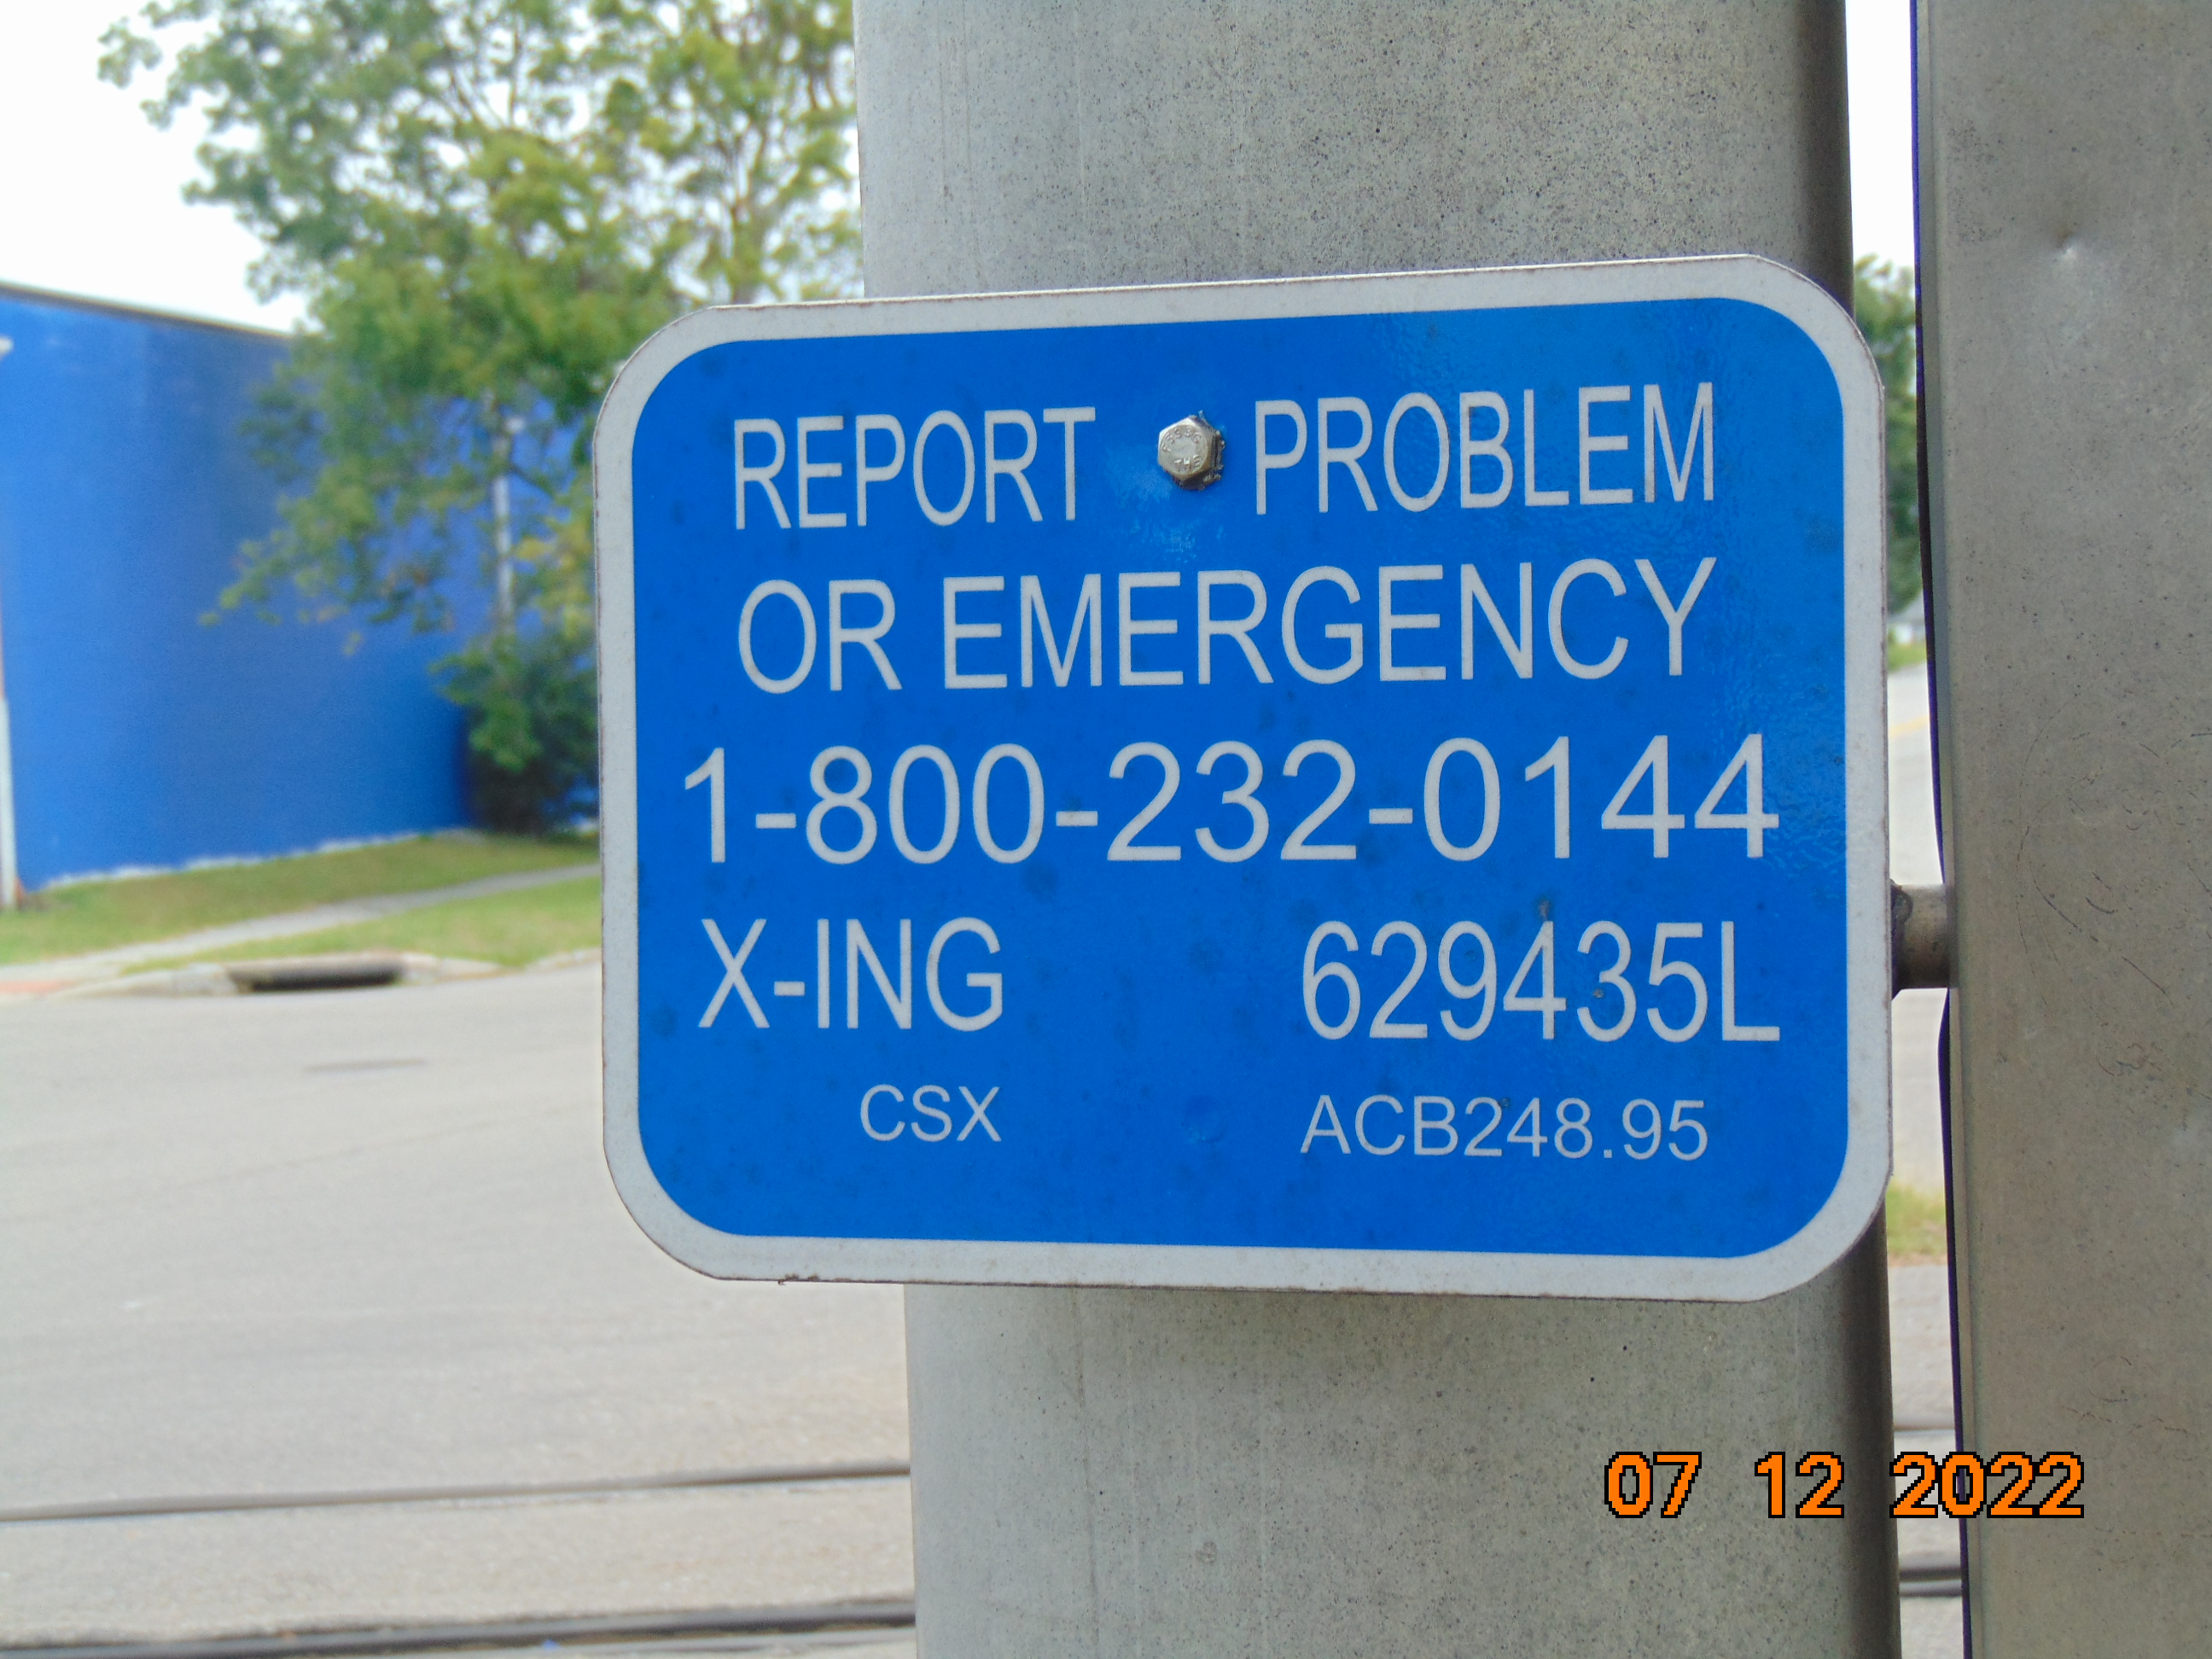 REPORT PROBLEM
OR EMERGENCY
1-800-232-0144
X-ING 629435L
CSX ACB248.95
07 12 2022